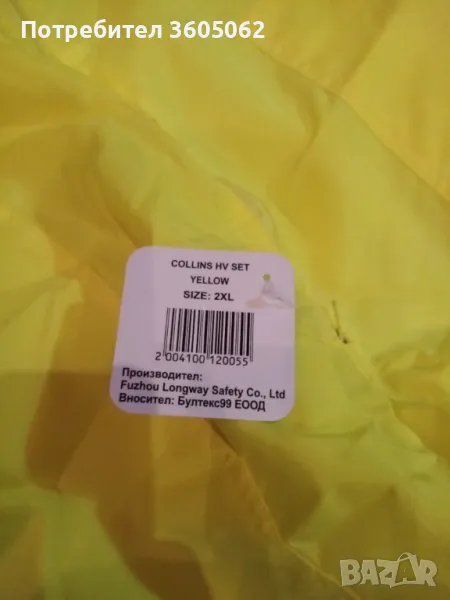 Потребител 3605062
COLLINS HV SET
YELLOW
SIZE: 2XL
2 004100 120055
Производител:
Fuzhou Longway Safety Co., Ltd
Вносител: Бултекс99 ЕООД
BAZAR